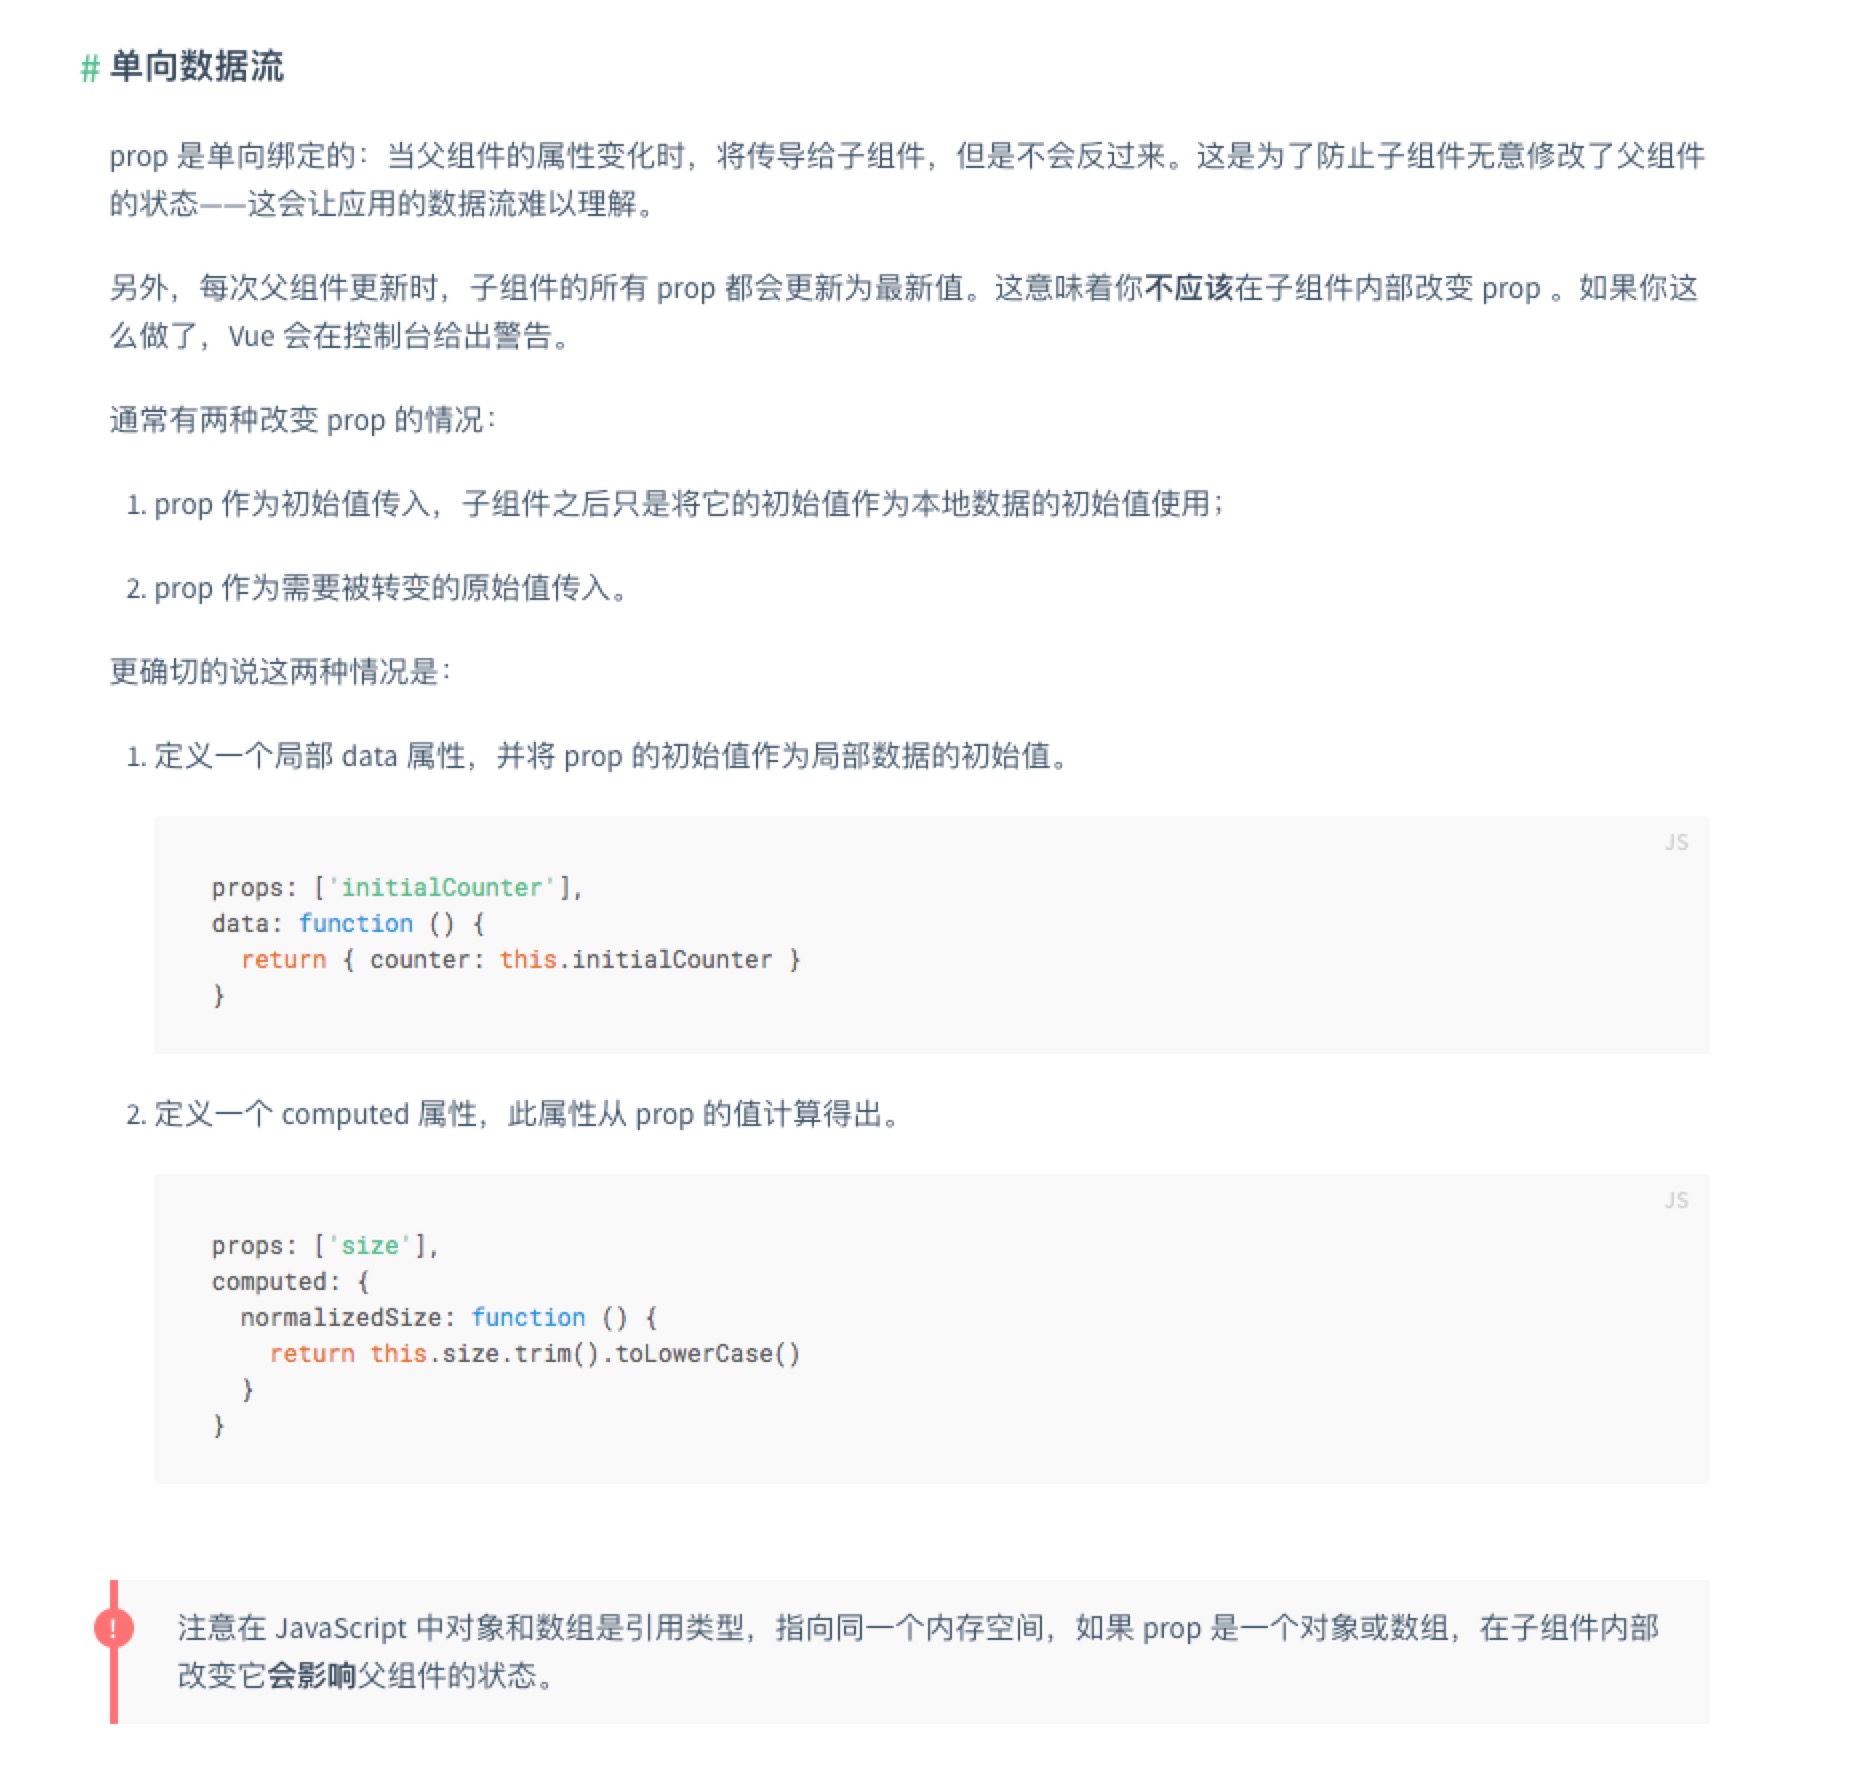 # 单向数据流
prop 是单向绑定的：当父组件的属性变化时，将传导给子组件，但是不会反过来。这是为了防止子组件无意修改了父组件
的状态——这会让应用的数据流难以理解。
另外，每次父组件更新时，子组件的所有 prop 都会更新为最新值。这意味着你不应该在子组件内部改变 prop 。如果你这
么做了，Vue 会在控制台给出警告。
通常有两种改变 prop 的情况：
1. prop 作为初始值传入，子组件之后只是将它的初始值作为本地数据的初始值使用；
2. prop 作为需要被转变的原始值传入。
更确切的说这两种情况是：
1. 定义一个局部 data 属性，并将 prop 的初始值作为局部数据的初始值。
JS
props: ['initialCounter'],
data: function () {
  return { counter: this.initialCounter }
}
2. 定义一个 computed 属性，此属性从 prop 的值计算得出。
JS
props: ['size'],
computed: {
  normalizedSize: function () {
    return this.size.trim().toLowerCase()
  }
}
注意在 JavaScript 中对象和数组是引用类型，指向同一个内存空间，如果 prop 是一个对象或数组，在子组件内部
改变它会影响父组件的状态。